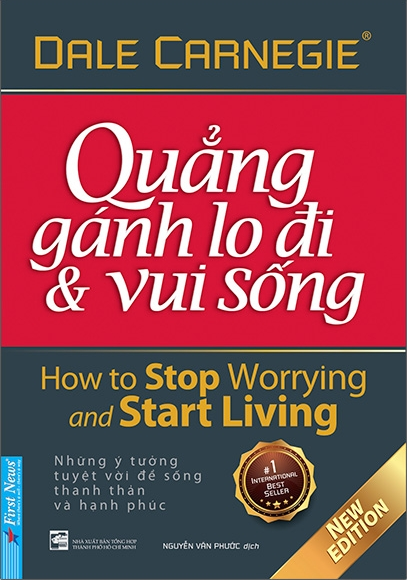 DALE CARNEGIE®
Quẳng
gánh lo đi
& vui sống
How to Stop Worrying
and Start Living
Những ý tưởng
tuyệt vời để sống
thanh thản
và hạnh phúc
#1
INTERNATIONAL
BEST
SELLER
NEW
EDITION
First News
NHÀ XUẤT BẢN TỔNG HỢP
THÀNH PHỐ HỒ CHÍ MINH
NGUYỄN VĂN PHƯỚC dịch